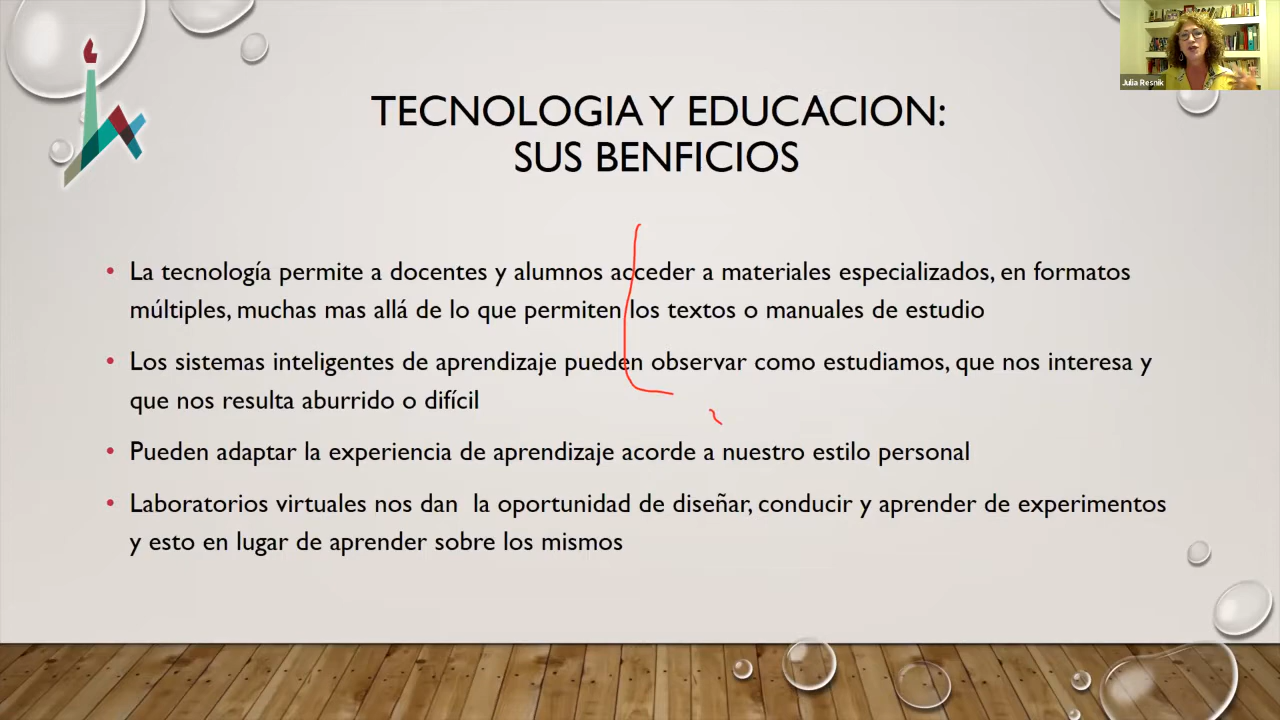 Julia Resnik
TECNOLOGIA Y EDUCACION:
SUS BENFICIOS
• La tecnología permite a docentes y alumnos acceder a materiales especializados, en formatos
múltiples, muchas mas allá de lo que permiten los textos o manuales de estudio
• Los sistemas inteligentes de aprendizaje pueden observar como estudiamos, que nos interesa y
que nos resulta aburrido o difícil
• Pueden adaptar la experiencia de aprendizaje acorde a nuestro estilo personal
• Laboratorios virtuales nos dan la oportunidad de diseñar, conducir y aprender de experimentos
y esto en lugar de aprender sobre los mismos